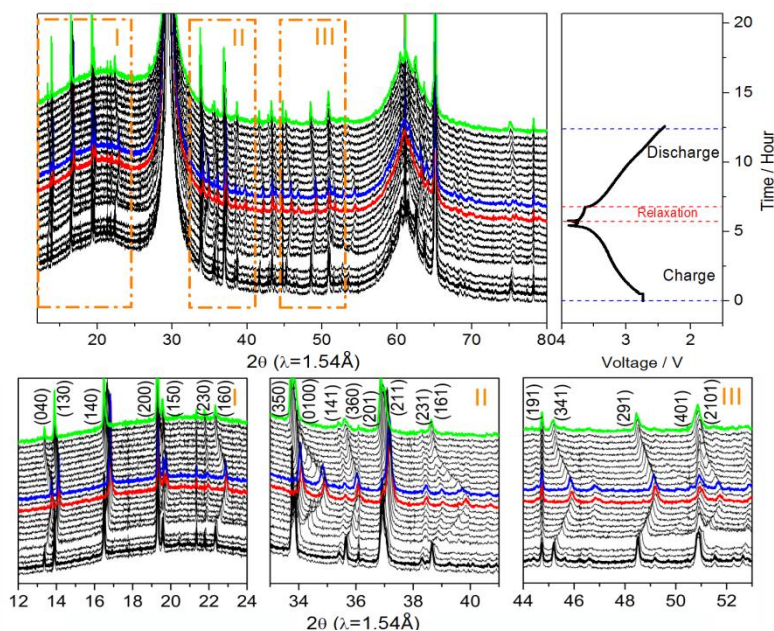 I II III
20 30 40 50 60 70 80
2θ (λ=1.54Å)
Discharge
Relaxation
Charge
4 3 2
Voltage / V
20
15
10
5
0
Time / Hour
(040) (130) (140) (200) (150) (230) (160) I
12 14 16 18 20 22 24
(350) (0100) (141) (360) (201) (211) (231) (161) II
34 36 38 40
2θ (λ=1.54Å)
(191) (341) (291) (401) (2101) III
44 46 48 50 52